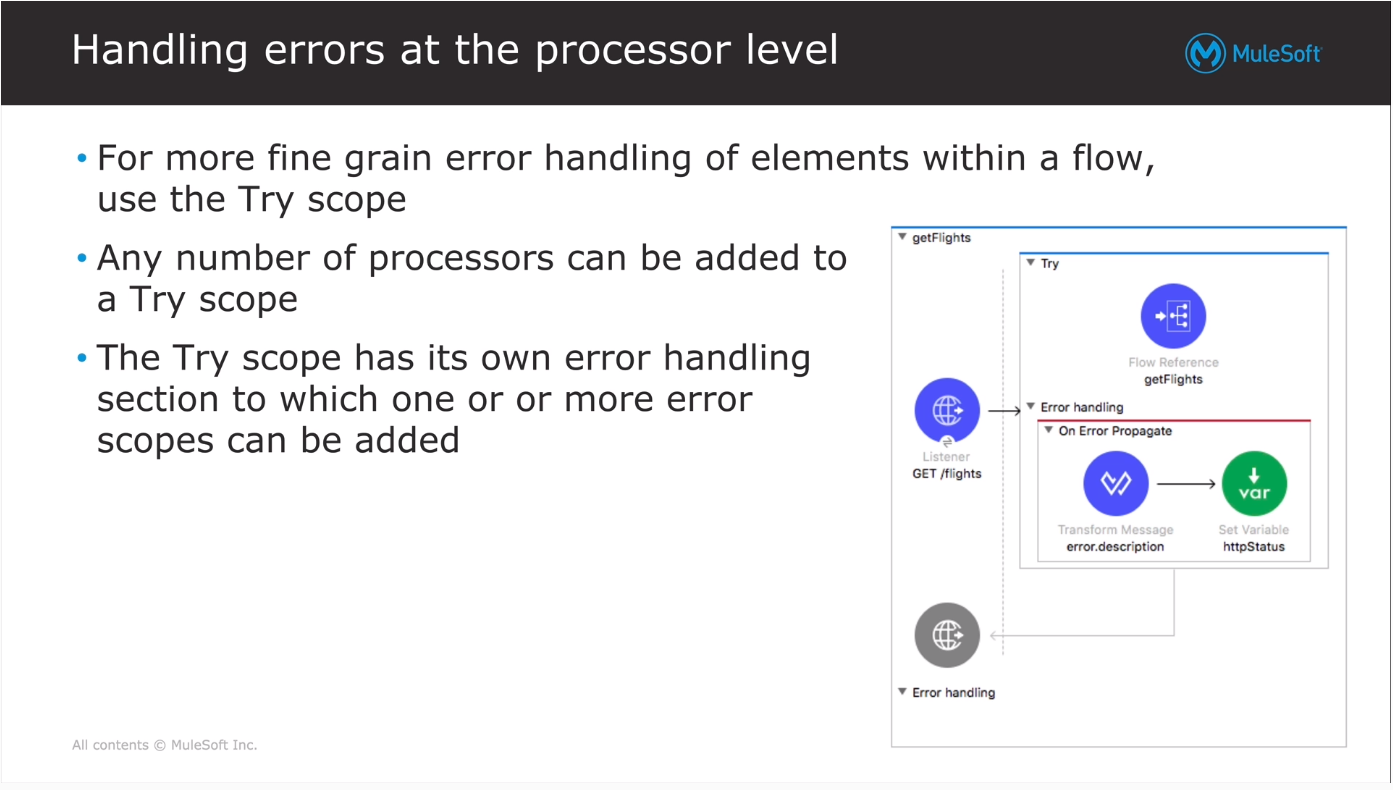 Handling errors at the processor level
MuleSoft
• For more fine grain error handling of elements within a flow,
use the Try scope
• Any number of processors can be added to
a Try scope
• The Try scope has its own error handling
section to which one or or more error
scopes can be added
getFlights
Try
Flow Reference
getFlights
Listener
GET /flights
Error handling
On Error Propagate
Transform Message
error.description
var
Set Variable
httpStatus
Error handling
All contents © MuleSoft Inc.